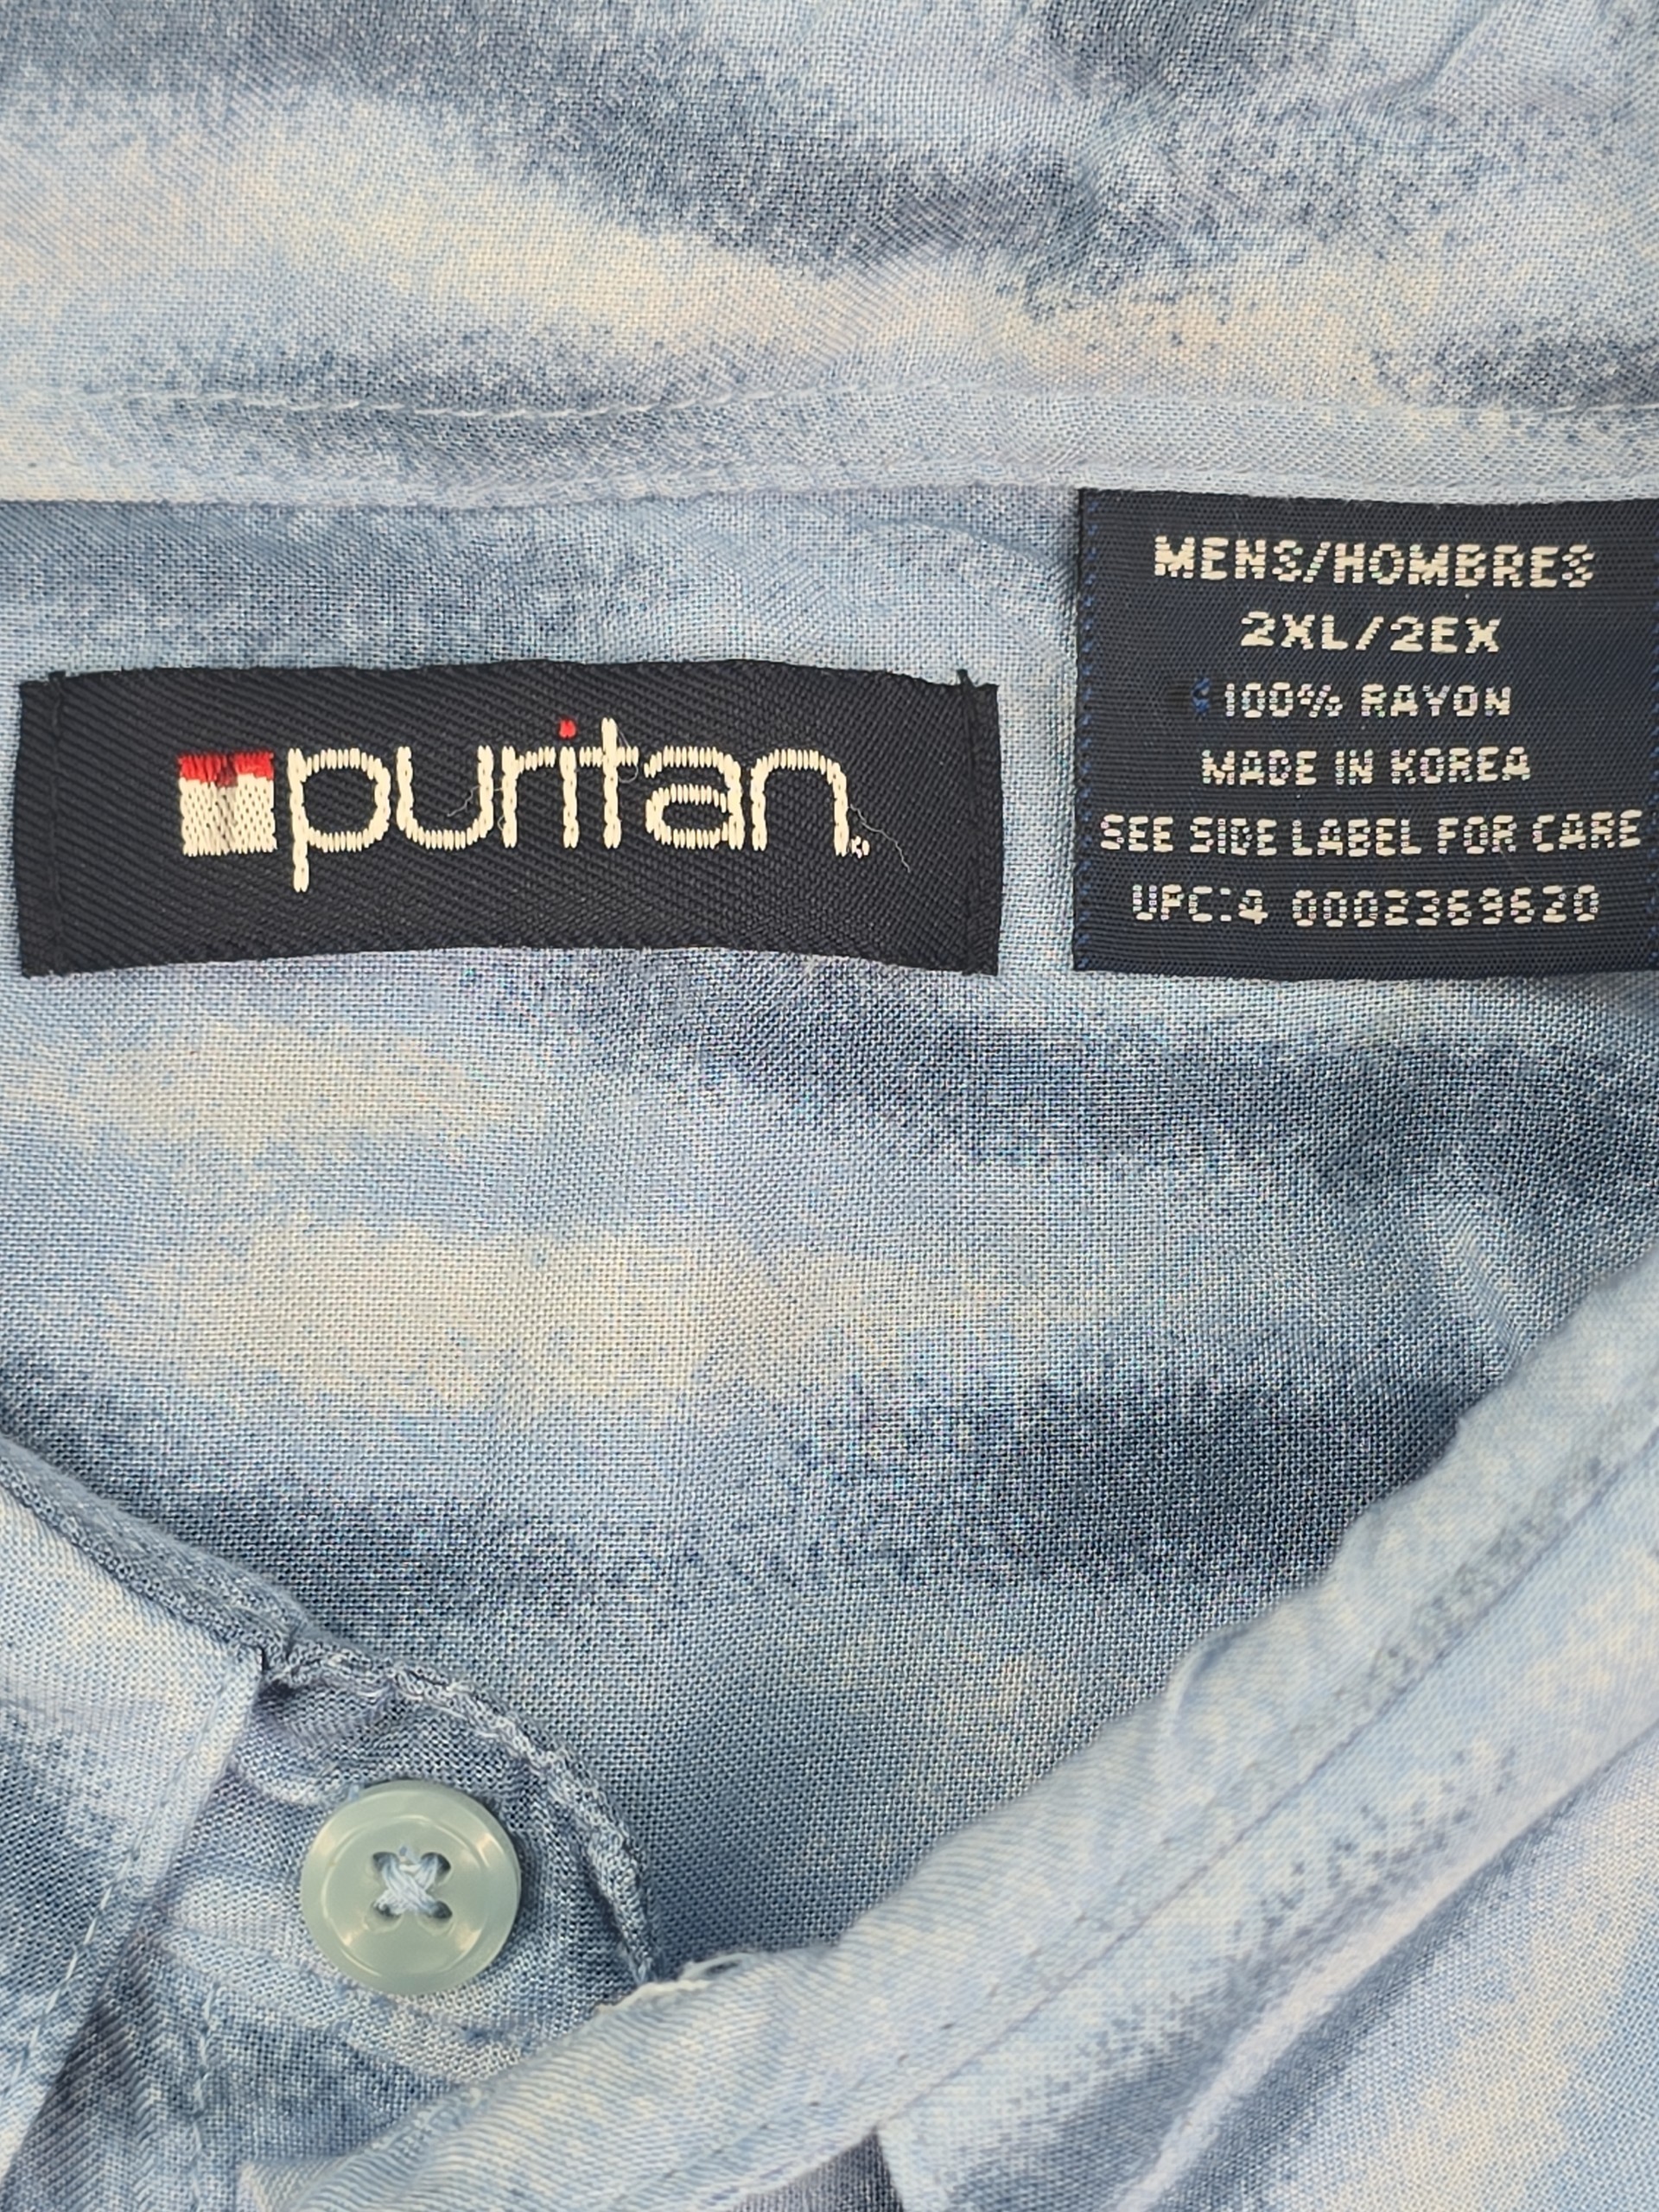 puritan.
MENS/HOMBRES
2XL/2EX
100% RAYON
MADE IN KOREA
SEE SIDE LABEL FOR CARE
UPC:4 0002369620